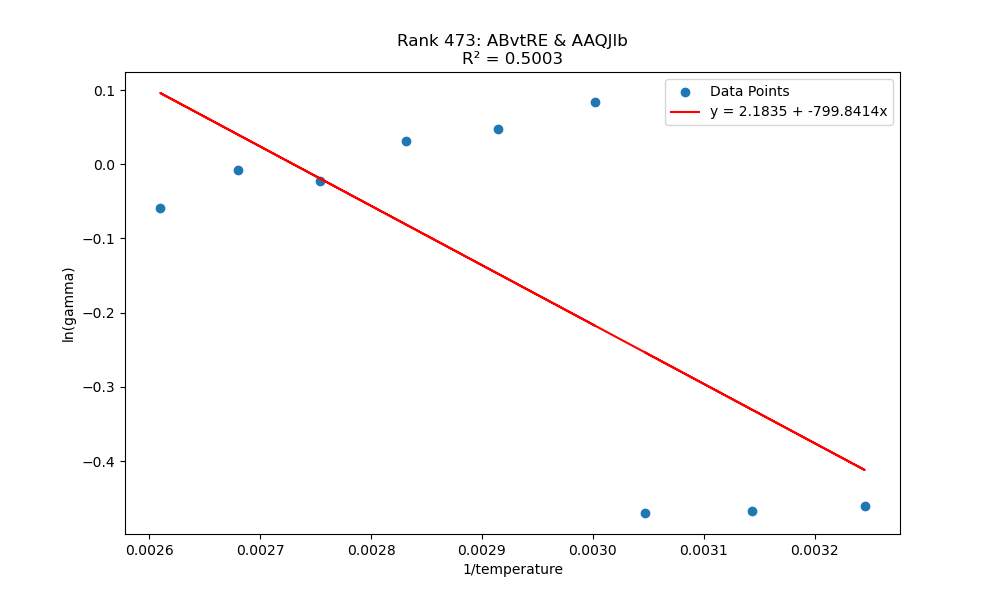 Rank 473: ABvtRE & AAQJlb
R² = 0.5003
Data Points
y = 2.1835 + -799.8414x
ln(gamma)
0.1
0.0
−0.1
−0.2
−0.3
−0.4
0.0026 0.0027 0.0028 0.0029 0.0030 0.0031 0.0032
1/temperature